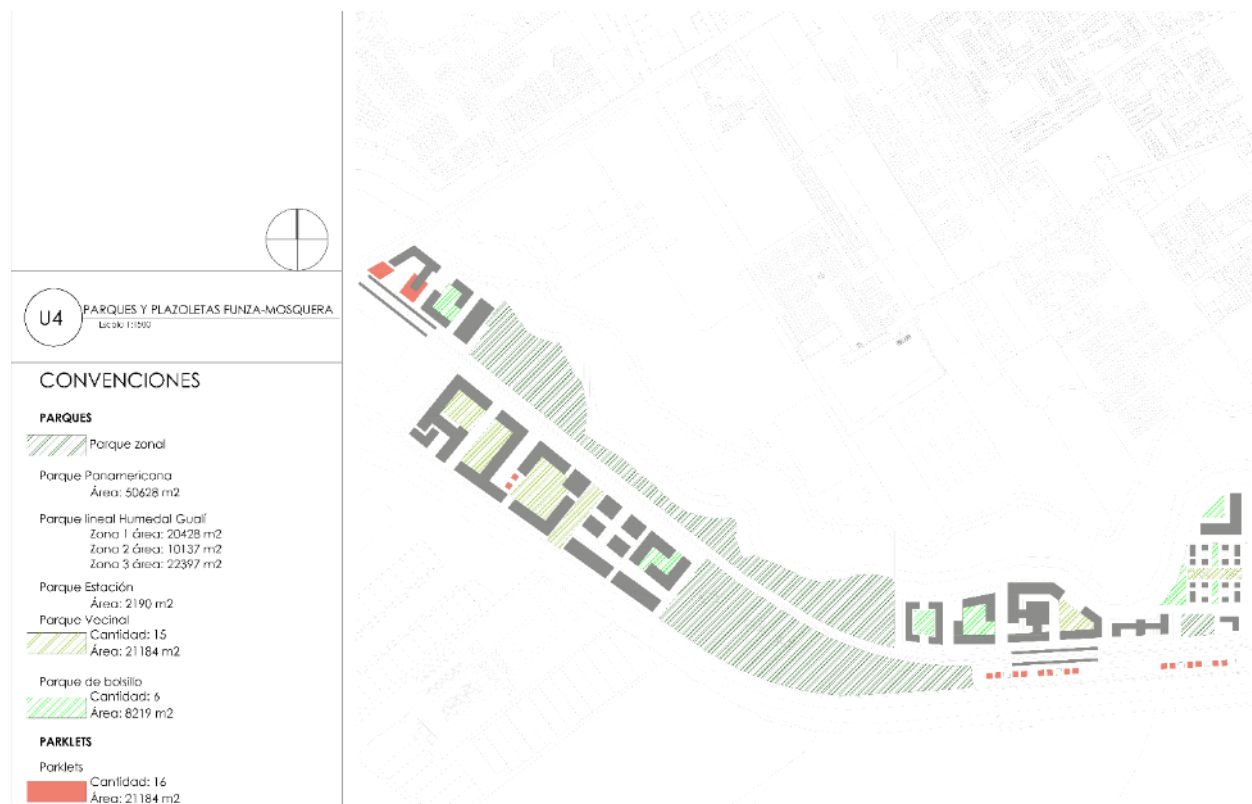 U4
PARQUES Y PLAZOLETAS FUNZA-MOSQUERA
Escala 1:1500
CONVENCIONES
PARQUES
Parque zonal
Parque Panamericana
Área: 50628 m2
Parque lineal Humedal Gualí
Zona 1 área: 20428 m2
Zona 2 área: 10137 m2
Zona 3 área: 22397 m2
Parque Estación
Área: 2190 m2
Parque Vecinal
Cantidad: 15
Área: 21184 m2
Parque de bolsillo
Cantidad: 6
Área: 8219 m2
PARKLETS
Parklets
Cantidad: 16
Área: 21184 m2